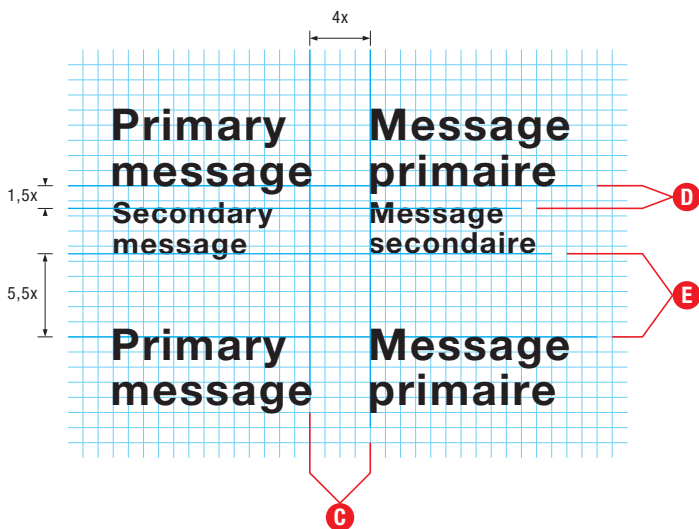 4x
Primary Message
message primaire
1,5x
D
Secondary Message
message secondaire
E
5,5x
Primary Message
message primaire
C